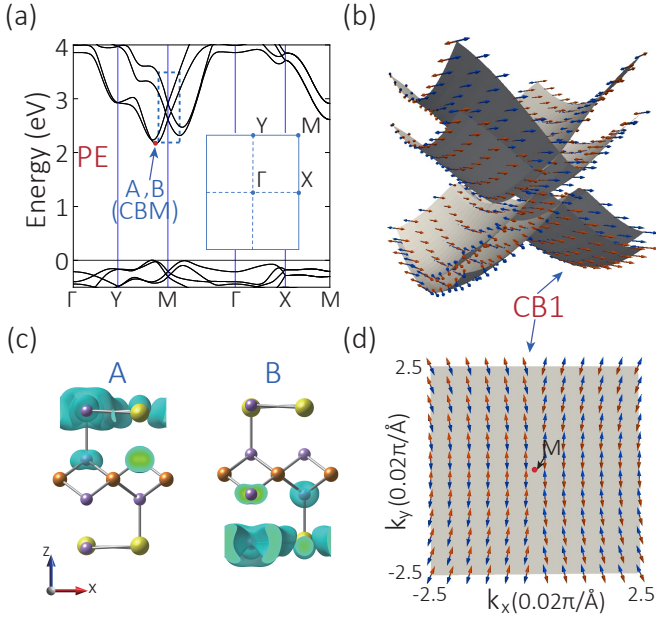 (a)
4
3
2
1
0
Energy (eV)
PE
A,B
(CBM)
Y
M
Γ
X
Γ
Y
M
Γ
X
M
(b)
CB1
(c)
A
B
z
x
(d)
2.5
-2.5
k_y(0.02π/Å)
M
-2.5
2.5
k_x(0.02π/Å)